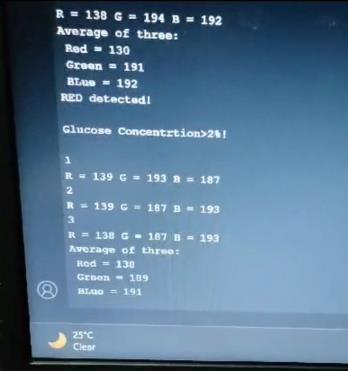 R = 138 G = 194 B = 192
Average of three:
Red = 130
Green = 191
BLue = 192
RED detected!
Glucose Concentrtion>2%!
1
R = 139 G = 193 B = 187
2
R = 139 G = 187 B = 193
3
R = 138 G = 187 B = 193
Average of three:
Red = 138
Green = 189
BLue = 191
25°C
Clear